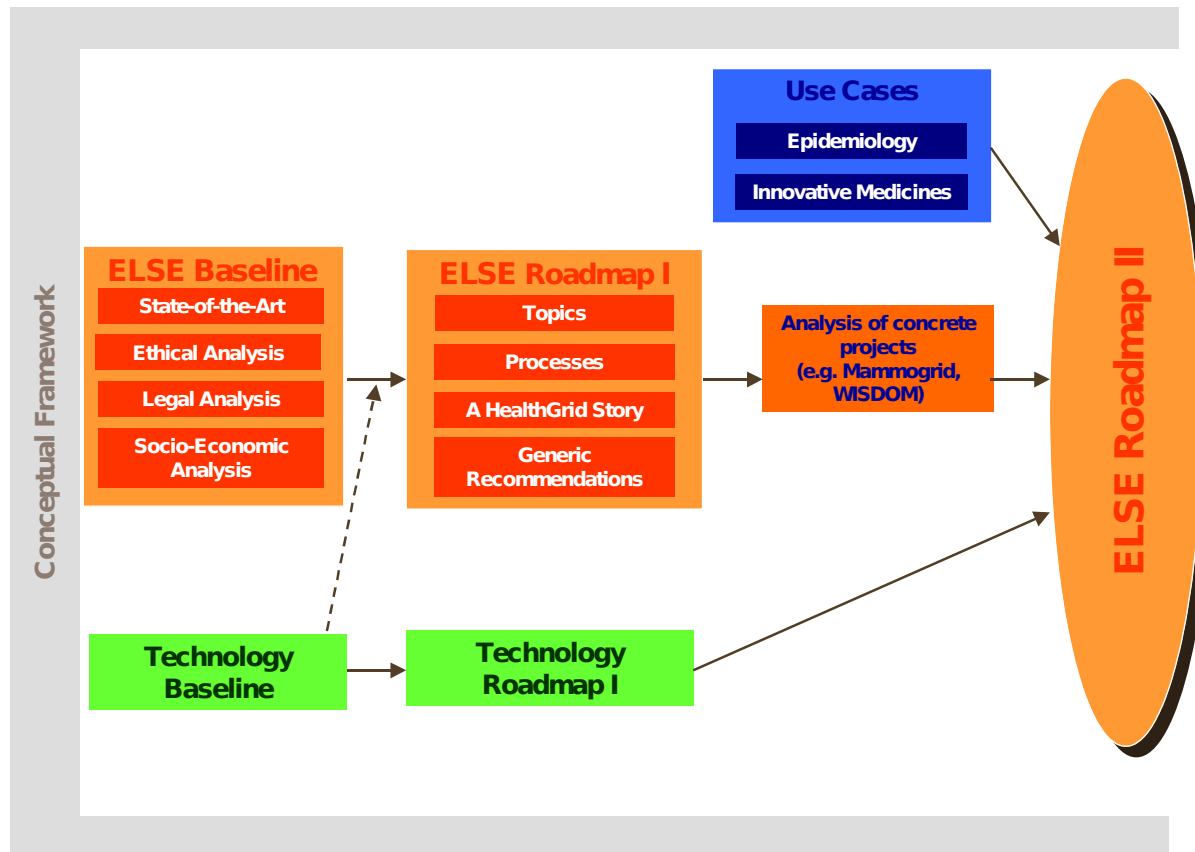 Conceptual Framework
Use Cases
Epidemiology
Innovative Medicines
ELSE Baseline
State-of-the-Art
Ethical Analysis
Legal Analysis
Socio-Economic
Analysis
ELSE Roadmap I
Topics
Processes
A HealthGrid Story
Generic
Recommendations
Analysis of concrete
projects
(e.g. Mammogrid,
WISDOM)
ELSE Roadmap II
Technology
Baseline
Technology
Roadmap I